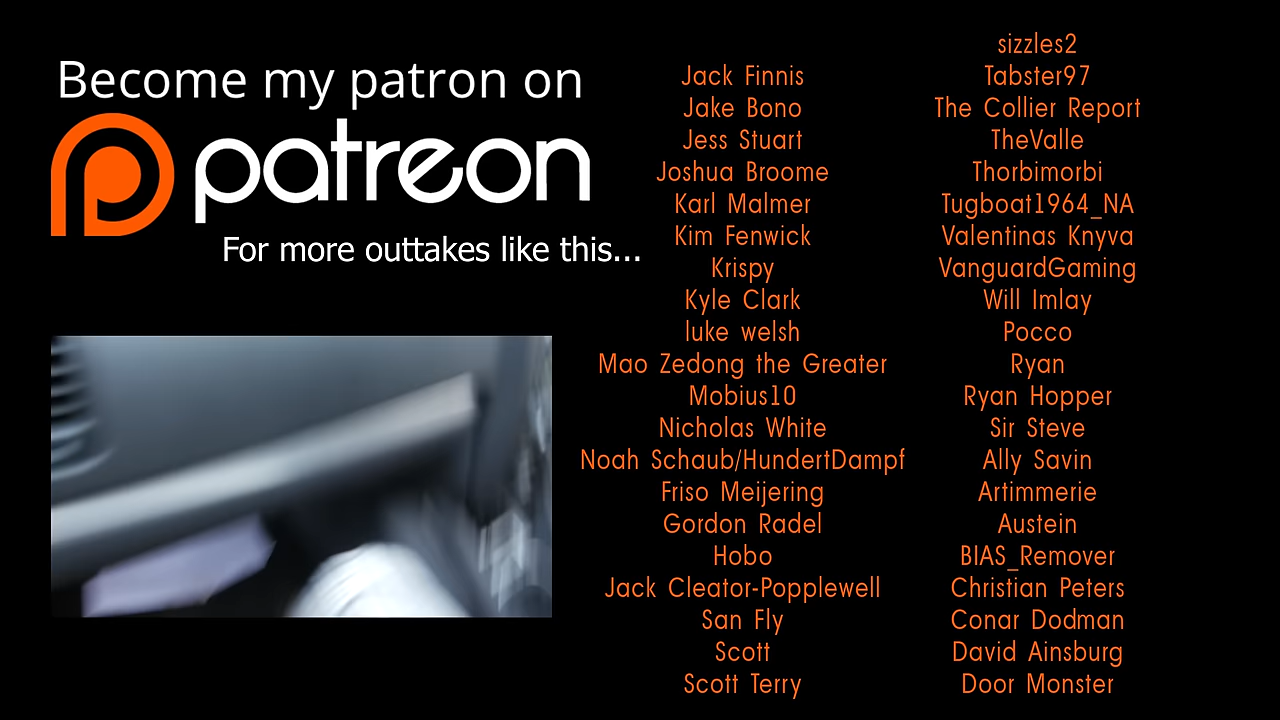 Become my patron on
patreon
For more outtakes like this...
Jack Finnis
Jake Bono
Jess Stuart
Joshua Broome
Karl Malmer
Kim Fenwick
Krispy
Kyle Clark
luke welsh
Mao Zedong the Greater
Mobius10
Nicholas White
Noah Schaub/HundertDampf
Friso Meijering
Gordon Radel
Hobo
Jack Cleator-Popplewell
San Fly
Scott
Scott Terry
sizzles2
Tabster97
The Collier Report
TheValle
Thorbimorbi
Tugboat1964_NA
Valentinas Knyva
VanguardGaming
Will Imlay
Pocco
Ryan
Ryan Hopper
Sir Steve
Ally Savin
Artimmerie
Austein
BIAS_Remover
Christian Peters
Conar Dodman
David Ainsburg
Door Monster